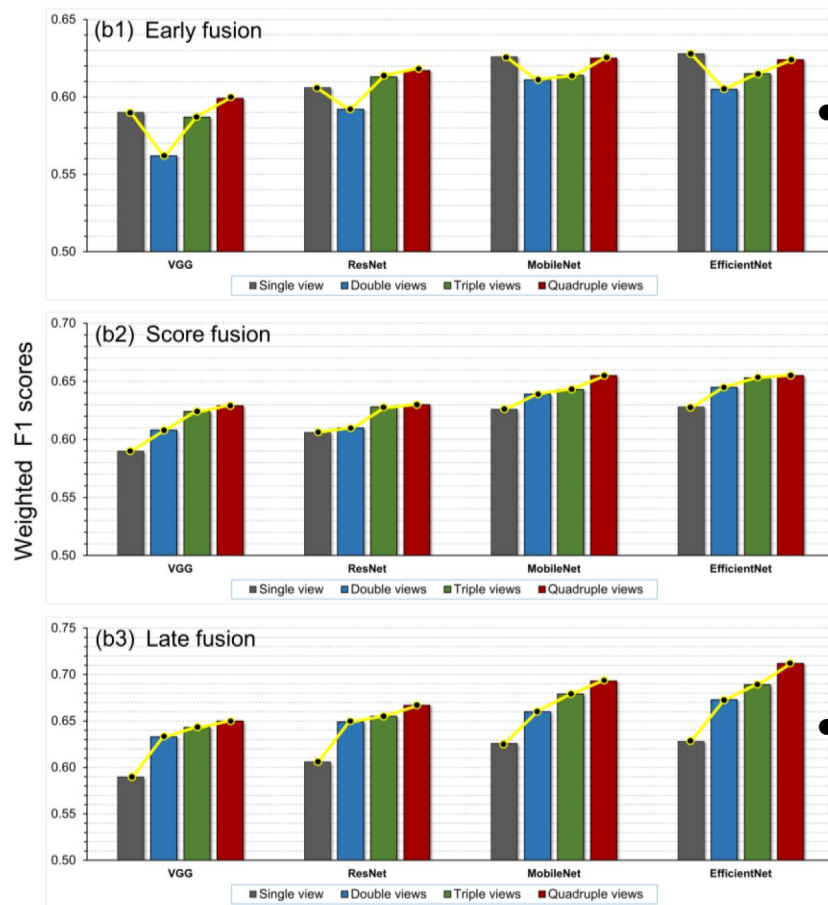 Weighted F1 scores
(b1) Early fusion
0.65
0.60
0.55
0.50
VGG ResNet MobileNet EfficientNet
Single view Double views Triple views Quadruple views
(b2) Score fusion
0.70
0.65
0.60
0.55
0.50
VGG ResNet MobileNet EfficientNet
Single view Double views Triple views Quadruple views
(b3) Late fusion
0.75
0.70
0.65
0.60
0.55
0.50
VGG ResNet MobileNet EfficientNet
Single view Double views Triple views Quadruple views